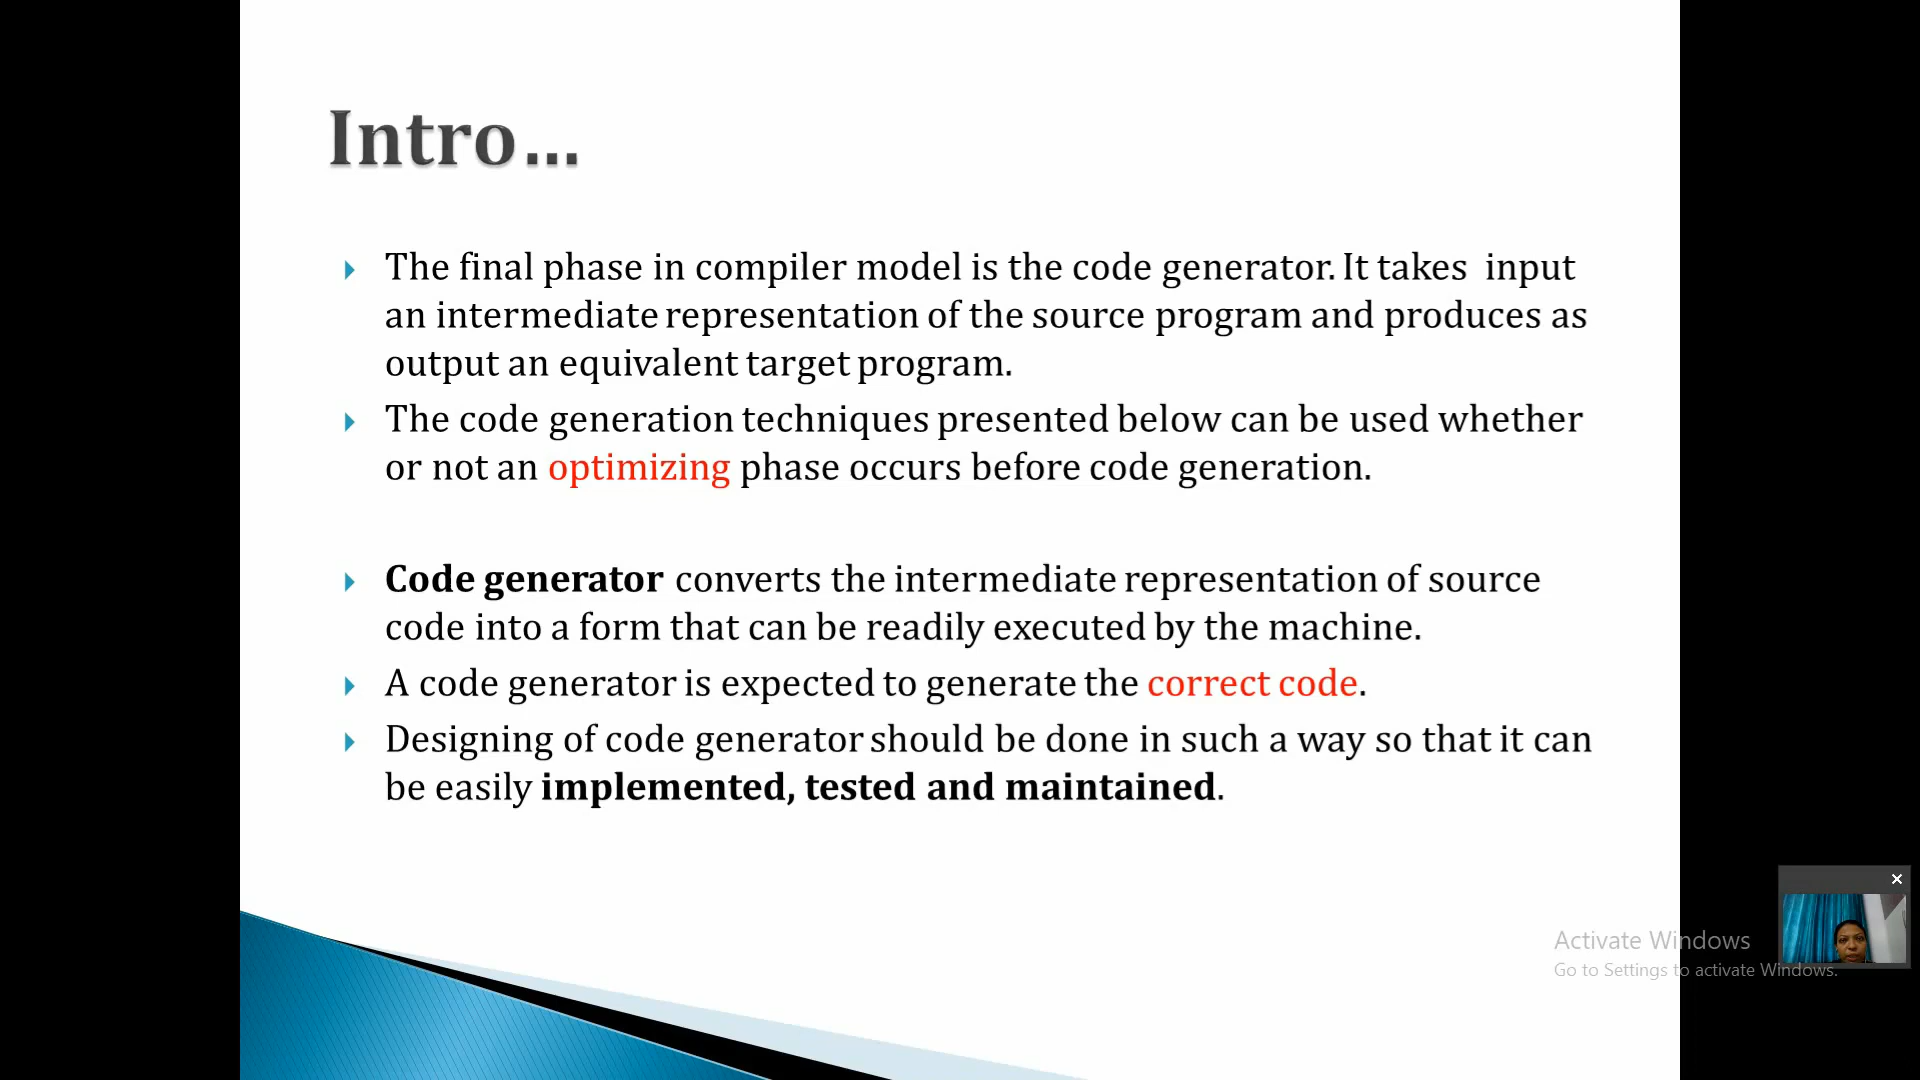 Intro...
The final phase in compiler model is the code generator. It takes input
an intermediate representation of the source program and produces as
output an equivalent target program.
The code generation techniques presented below can be used whether
or not an optimizing phase occurs before code generation.
Code generator converts the intermediate representation of source
code into a form that can be readily executed by the machine.
A code generator is expected to generate the correct code.
Designing of code generator should be done in such a way so that it can
be easily implemented, tested and maintained.
Activate Windows
Go to Settings to activate Windows.